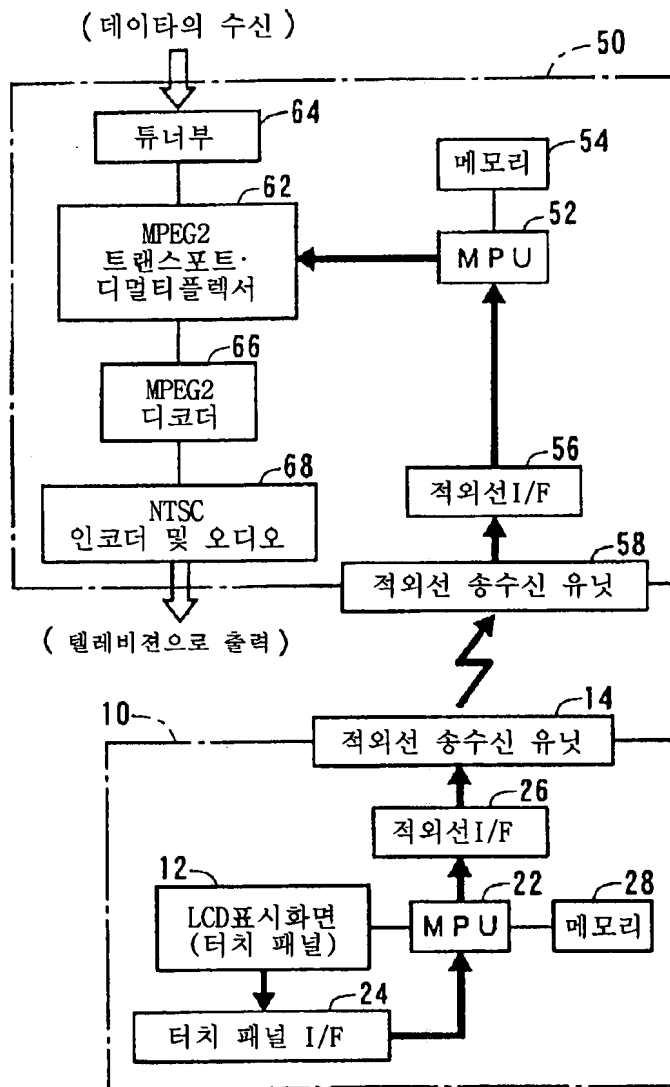 ( 데이타의 수신 )
50
64
튜너부
54
메모리
62
MPEG2
트랜스포트·
디멀티플렉서
52
MPU
66
MPEG2
디코더
56
적외선I/F
68
NTSC
인코더 및 오디오
58
적외선 송수신 유닛
( 텔레비젼으로 출력 )
10
14
적외선 송수신 유닛
26
적외선I/F
12
LCD표시화면
(터치 패널)
22
MPU
28
메모리
24
터치 패널 I/F